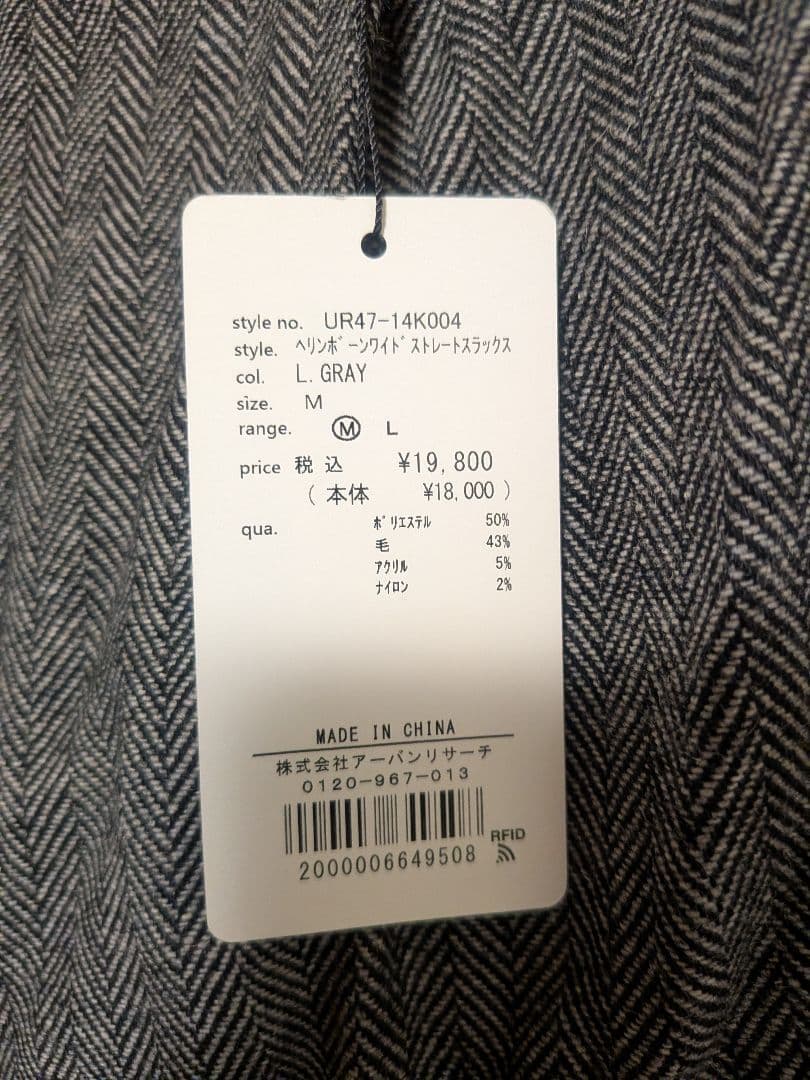 style no. UR47-14K004
style. ﾍﾘﾝﾎﾞｰﾝﾜｲﾄﾞｽﾄﾚｰﾄｽﾗｯｸｽ
col. L.GRAY
size. M
range. Ⓜ L
price 税込 ¥19,800
(本体 ¥18,000)
qua. ﾎﾟﾘｴｽﾃﾙ 50%
毛 43%
ｱｸﾘﾙ 5%
ﾅｲﾛﾝ 2%
MADE IN CHINA
株式会社アーバンリサーチ
0120-967-013
RFID
2000006649508